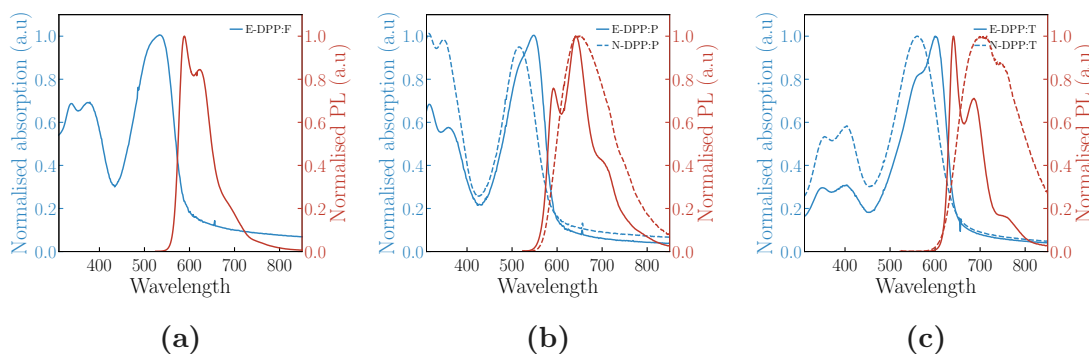 Normalised absorption (a.u)
1.0
0.8
0.6
0.4
0.2
0.0
E-DPP:F
1.0
0.8
0.6
0.4
0.2
0.0
Normalised PL (a.u)
400 500 600 700 800
Wavelength
(a)
Normalised absorption (a.u)
1.0
0.8
0.6
0.4
0.2
0.0
E-DPP:P
N-DPP:P
1.0
0.8
0.6
0.4
0.2
0.0
Normalised PL (a.u)
400 500 600 700 800
Wavelength
(b)
Normalised absorption (a.u)
1.0
0.8
0.6
0.4
0.2
0.0
E-DPP:T
N-DPP:T
1.0
0.8
0.6
0.4
0.2
0.0
Normalised PL (a.u)
400 500 600 700 800
Wavelength
(c)